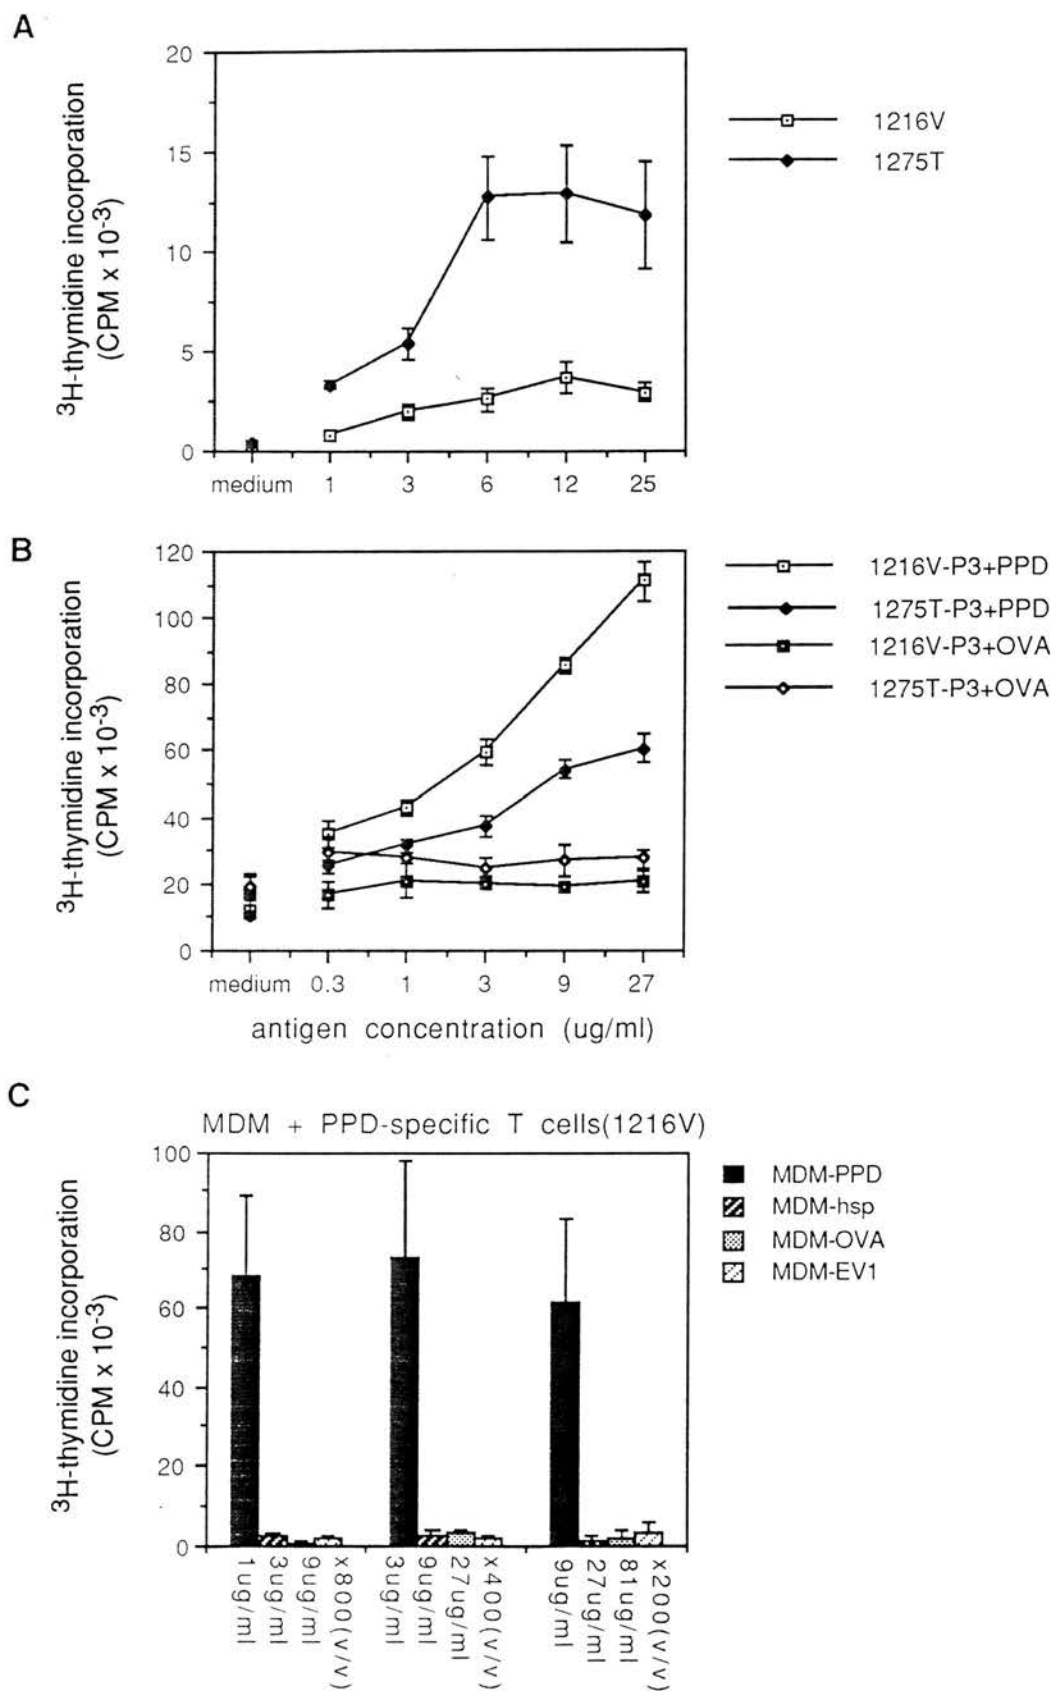 A
20
15
10
5
0
³H-thymidine incorporation
(CPM x 10⁻³)
medium 1 3 6 12 25
1216V
1275T
B
120
100
80
60
40
20
0
³H-thymidine incorporation
(CPM x 10⁻³)
medium 0.3 1 3 9 27
antigen concentration (ug/ml)
1216V-P3+PPD
1275T-P3+PPD
1216V-P3+OVA
1275T-P3+OVA
C
MDM + PPD-specific T cells(1216V)
100
80
60
40
20
0
³H-thymidine incorporation
(CPM x 10⁻³)
1ug/ml
3ug/ml
9ug/ml
x800(v/v)
3ug/ml
9ug/ml
27ug/ml
x400(v/v)
9ug/ml
27ug/ml
81ug/ml
x200(v/v)
MDM-PPD
MDM-hsp
MDM-OVA
MDM-EV1